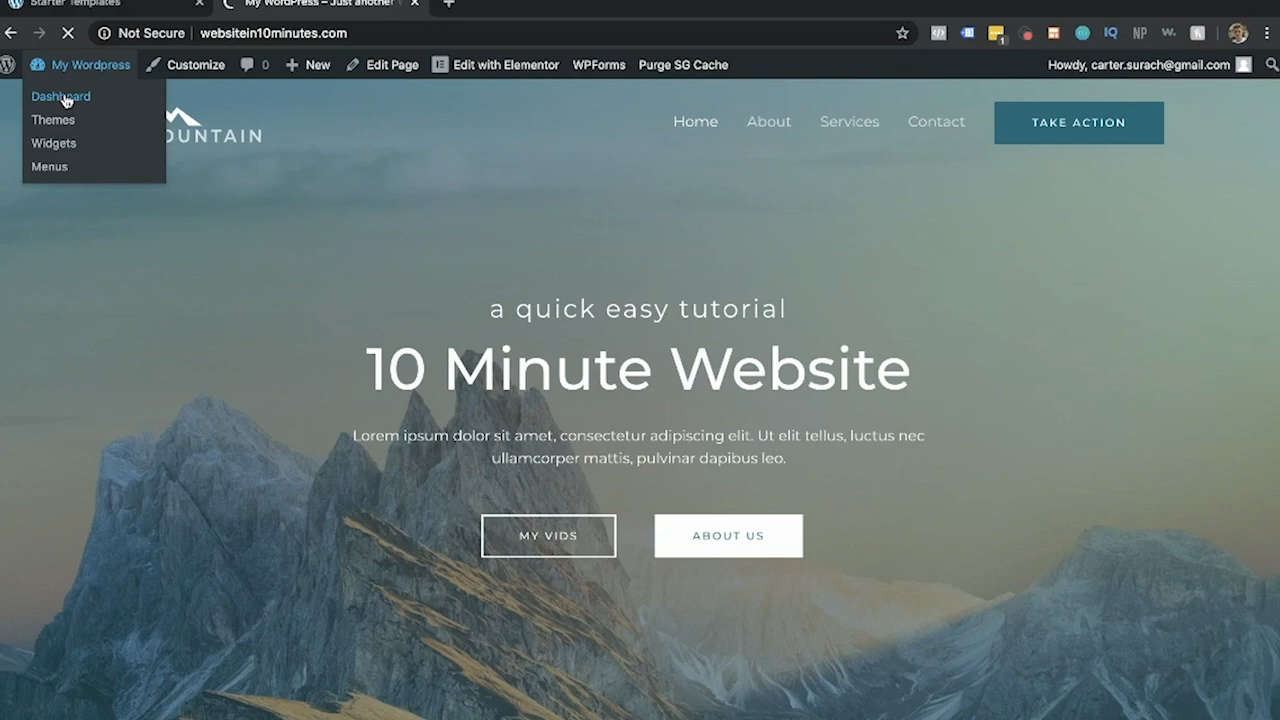 Starter Templates
My WordPress – Just another
Not Secure
websitein10minutes.com
IQ
NP
1
My Wordpress
Customize
0
New
Edit Page
Edit with Elementor
WPForms
Purge SG Cache
Howdy, carter.surach@gmail.com
Dashboard
Themes
Widgets
Menus
OUNTAIN
Home
About
Services
Contact
TAKE ACTION
a quick easy tutorial
10 Minute Website
Lorem ipsum dolor sit amet, consectetur adipiscing elit. Ut elit tellus, luctus nec
ullamcorper mattis, pulvinar dapibus leo.
MY VIDS
ABOUT US